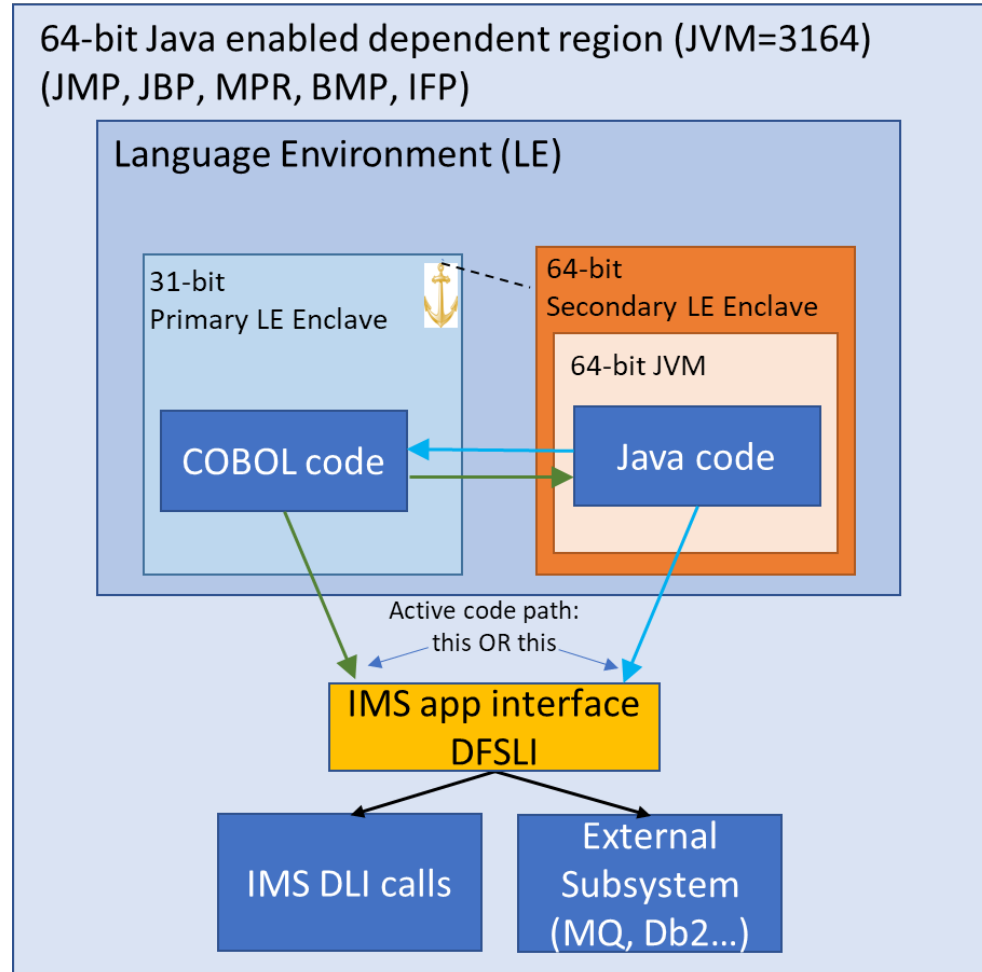 64-bit Java enabled dependent region (JVM=3164)
(JMP, JBP, MPR, BMP, IFP)
Language Environment (LE)
31-bit
Primary LE Enclave
64-bit
Secondary LE Enclave
64-bit JVM
COBOL code
Java code
Active code path:
this OR this
IMS app interface
DFSLI
IMS DLI calls
External
Subsystem
(MQ, Db2...)